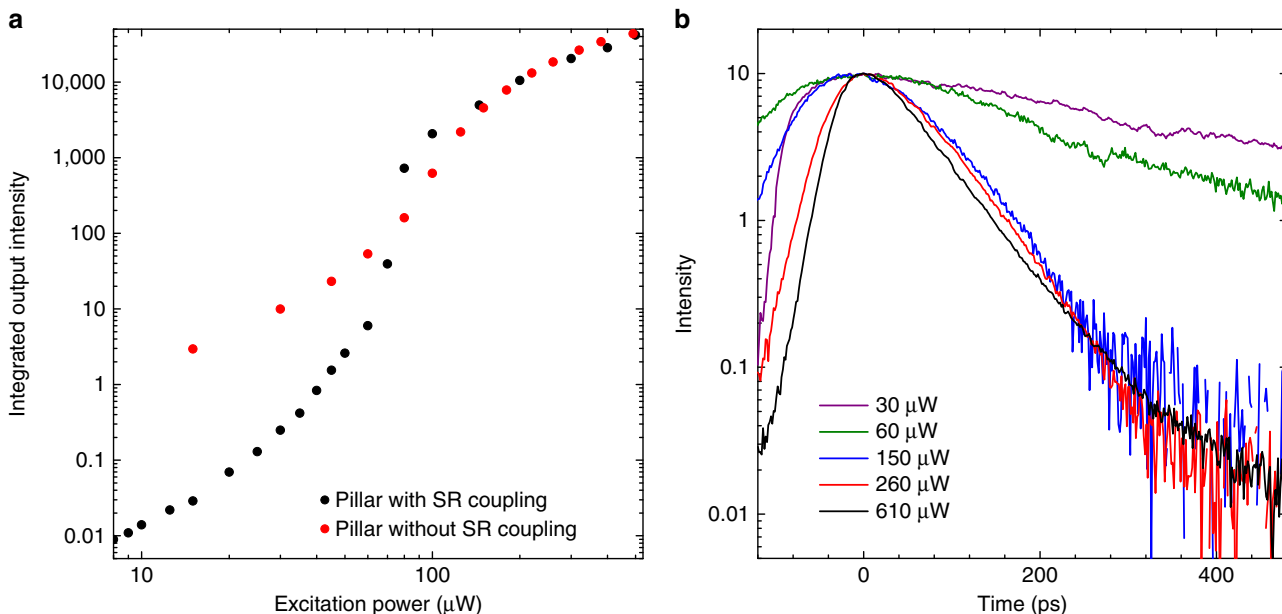 a
Integrated output intensity
10,000
1,000
100
10
1
0.1
0.01
10
100
Excitation power (μW)
Pillar with SR coupling
Pillar without SR coupling
b
Intensity
10
1
0.1
0.01
0
200
400
Time (ps)
30 μW
60 μW
150 μW
260 μW
610 μW